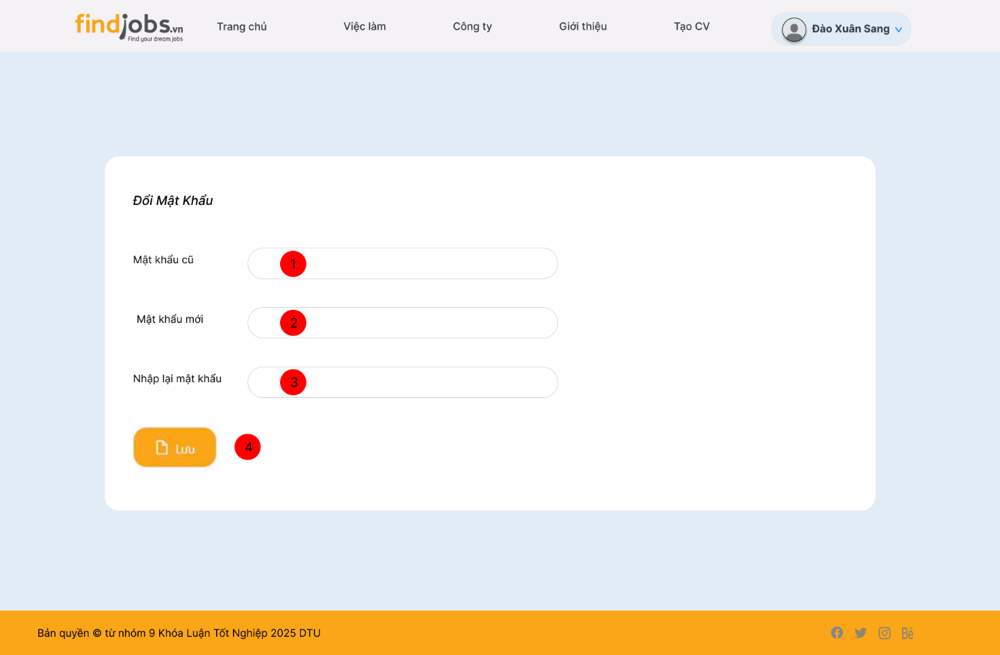 findjobs.vn
Find your dream jobs
Trang chủ
Việc làm
Công ty
Giới thiệu
Tạo CV
Đào Xuân Sang
Đổi Mật Khẩu
Mật khẩu cũ
1
Mật khẩu mới
2
Nhập lại mật khẩu
3
Lưu
4
Bản quyền © từ nhóm 9 Khóa Luận Tốt Nghiệp 2025 DTU
Bē